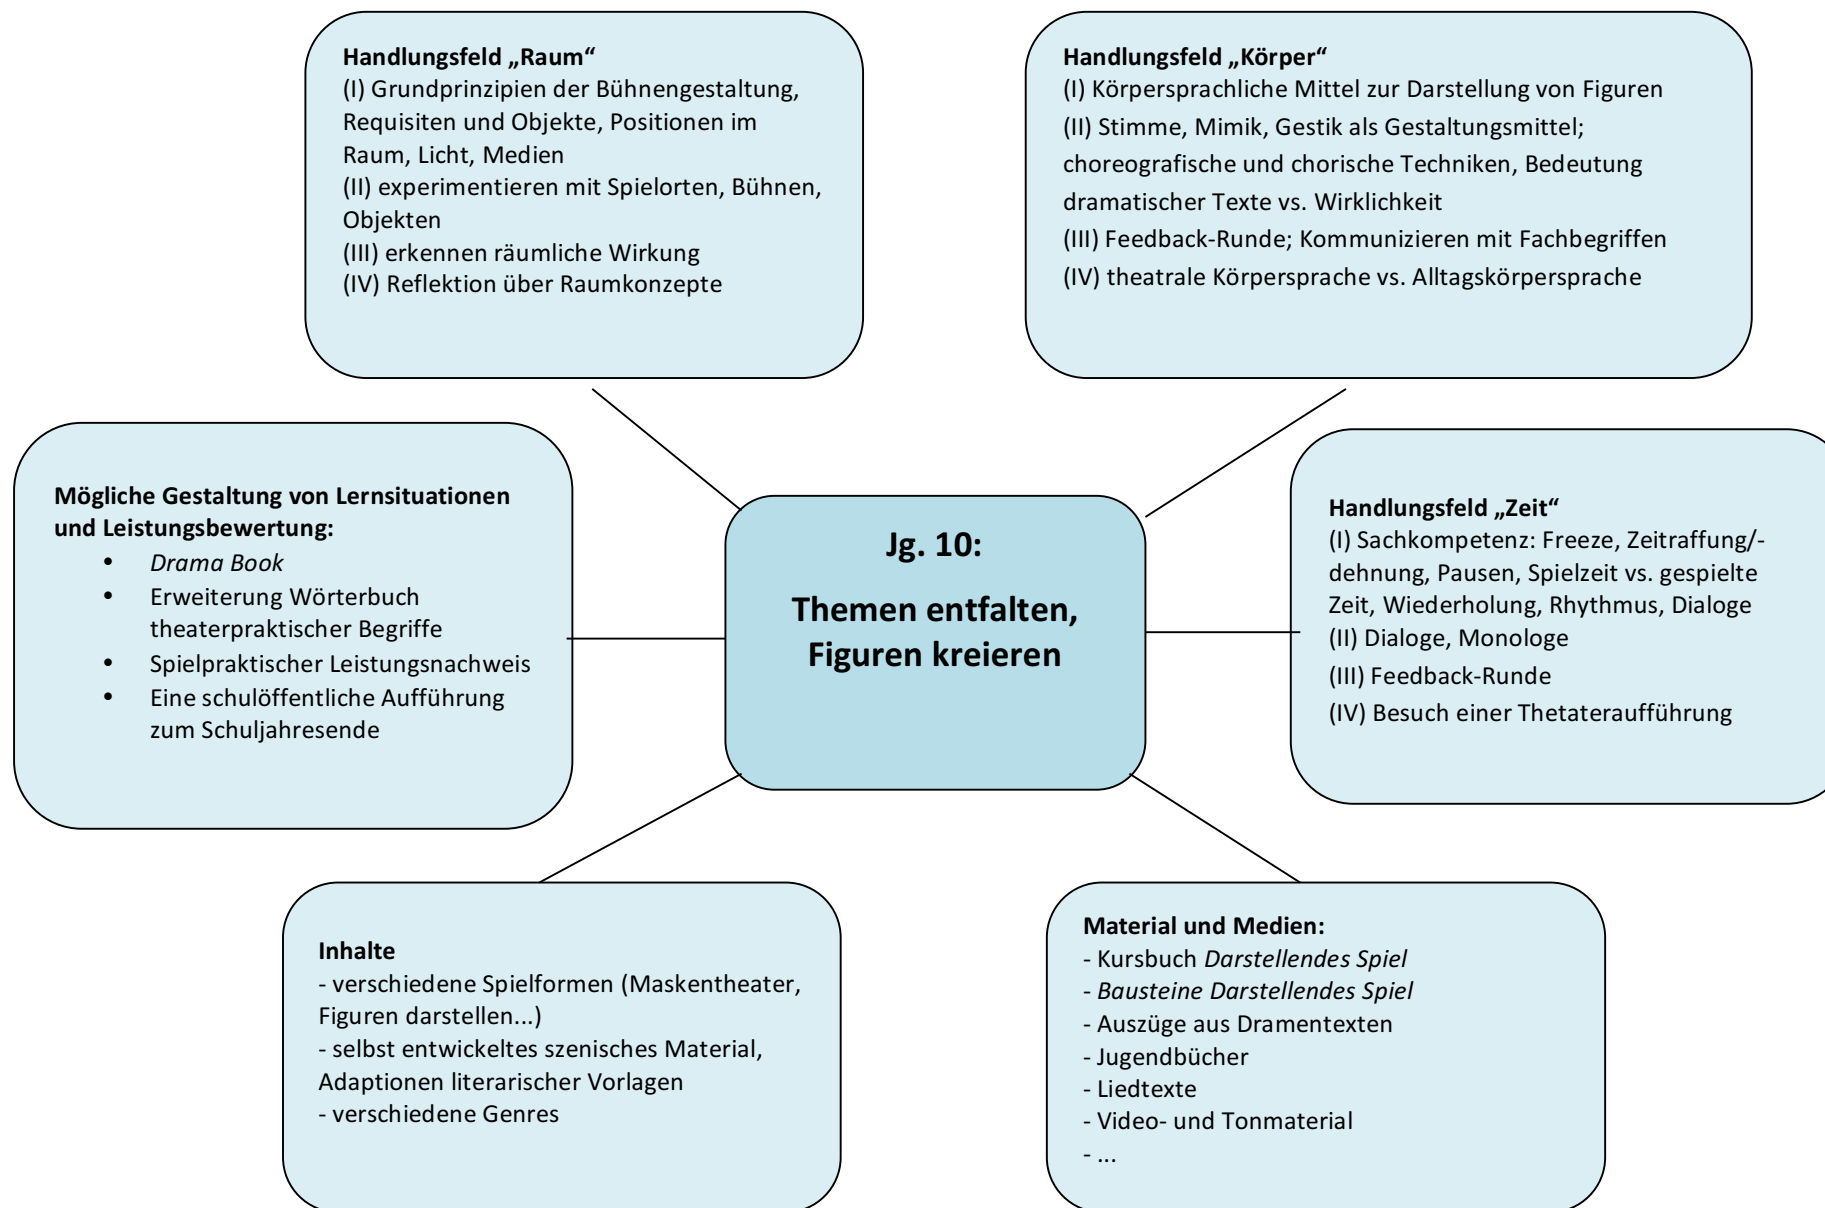 Handlungsfeld „Raum“
(I) Grundprinzipien der Bühnengestaltung,
Requisiten und Objekte, Positionen im
Raum, Licht, Medien
(II) experimentieren mit Spielorten, Bühnen,
Objekten
(III) erkennen räumliche Wirkung
(IV) Reflektion über Raumkonzepte
Handlungsfeld „Körper“
(I) Körpersprachliche Mittel zur Darstellung von Figuren
(II) Stimme, Mimik, Gestik als Gestaltungsmittel;
choreografische und chorische Techniken, Bedeutung
dramatischer Texte vs. Wirklichkeit
(III) Feedback-Runde; Kommunizieren mit Fachbegriffen
(IV) theatrale Körpersprache vs. Alltagskörpersprache
Mögliche Gestaltung von Lernsituationen
und Leistungsbewertung:
• Drama Book
• Erweiterung Wörterbuch
theaterpraktischer Begriffe
• Spielpraktischer Leistungsnachweis
• Eine schulöffentliche Aufführung
zum Schuljahresende
Jg. 10:
Themen entfalten,
Figuren kreieren
Handlungsfeld „Zeit“
(I) Sachkompetenz: Freeze, Zeitraffung/-
dehnung, Pausen, Spielzeit vs. gespielte
Zeit, Wiederholung, Rhythmus, Dialoge
(II) Dialoge, Monologe
(III) Feedback-Runde
(IV) Besuch einer Thetateraufführung
Inhalte
- verschiedene Spielformen (Maskentheater,
Figuren darstellen...)
- selbst entwickeltes szenisches Material,
Adaptionen literarischer Vorlagen
- verschiedene Genres
Material und Medien:
- Kursbuch Darstellendes Spiel
- Bausteine Darstellendes Spiel
- Auszüge aus Dramentexten
- Jugendbücher
- Liedtexte
- Video- und Tonmaterial
- ...